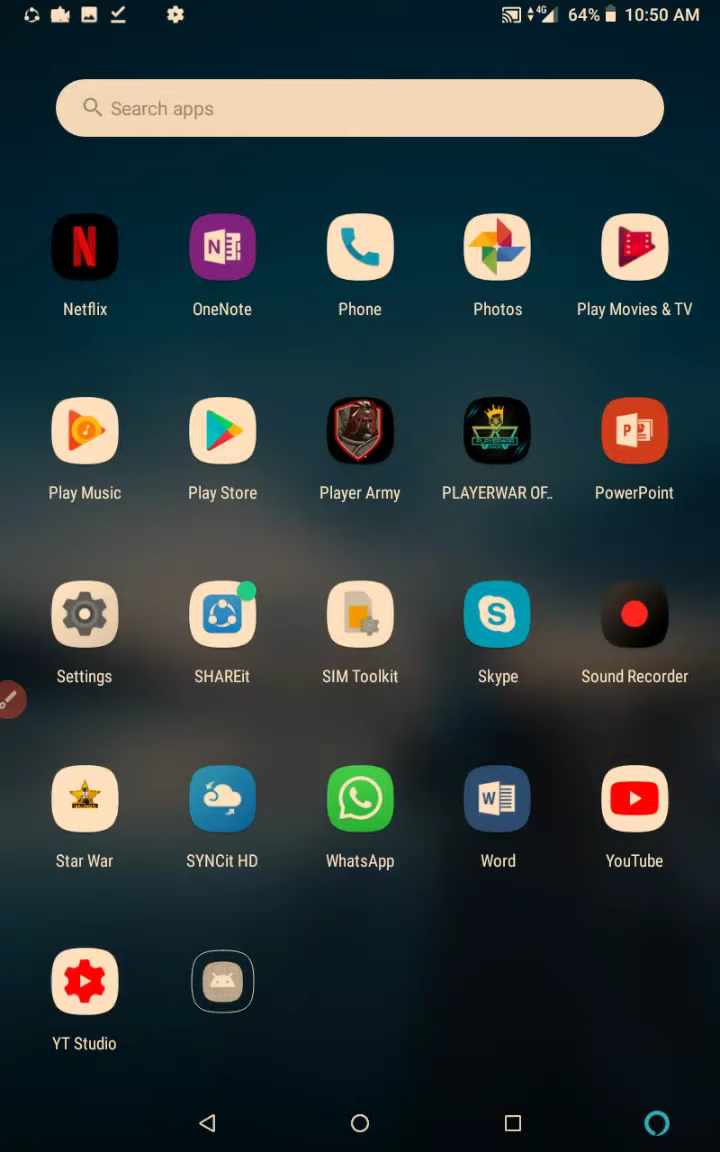 4G 64% 10:50 AM
Search apps
Netflix OneNote Phone Photos Play Movies & TV
Play Music Play Store Player Army PLAYERWAR OF.. PowerPoint
Settings SHAREit SIM Toolkit Skype Sound Recorder
Star War SYNCit HD WhatsApp Word YouTube
YT Studio